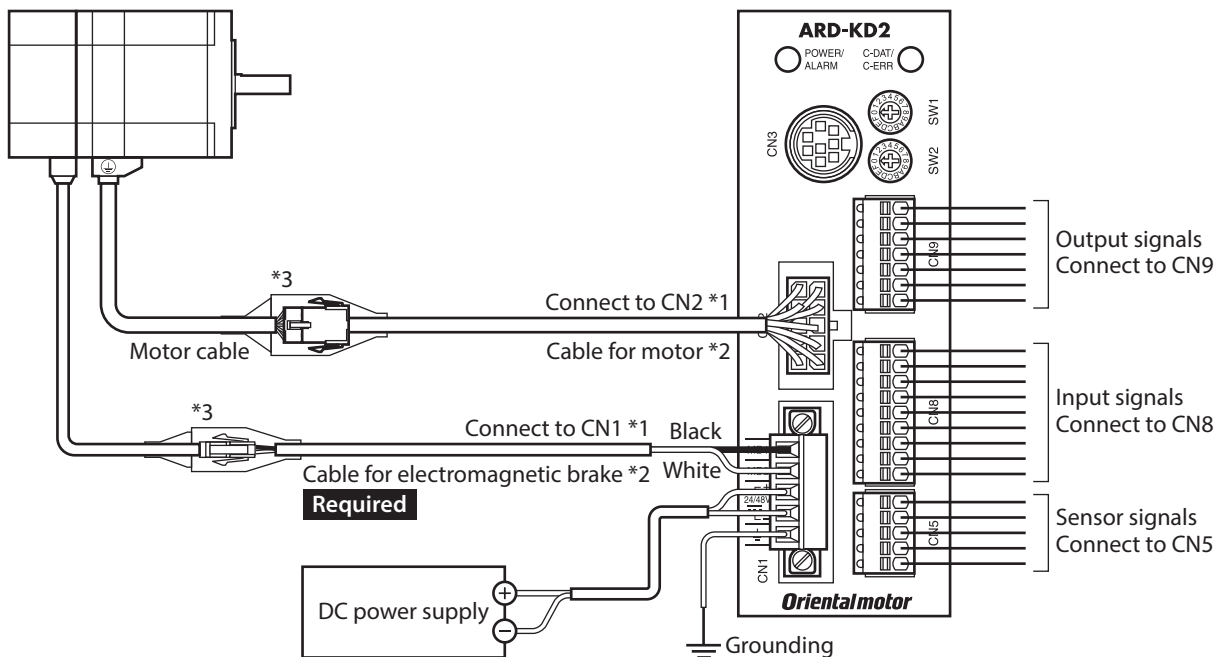 ARD-KD2
POWER/
ALARM
C-DAT/
C-ERR
SW1
CN3
SW2
CN9
Output signals
Connect to CN9
*3
Connect to CN2 *1
Motor cable
Cable for motor *2
CN8
Input signals
Connect to CN8
*3
Connect to CN1 *1
Black
Cable for electromagnetic brake *2
White
Required
24/48V
CN5
Sensor signals
Connect to CN5
CN1
DC power supply
+
−
Orientalmotor
Grounding